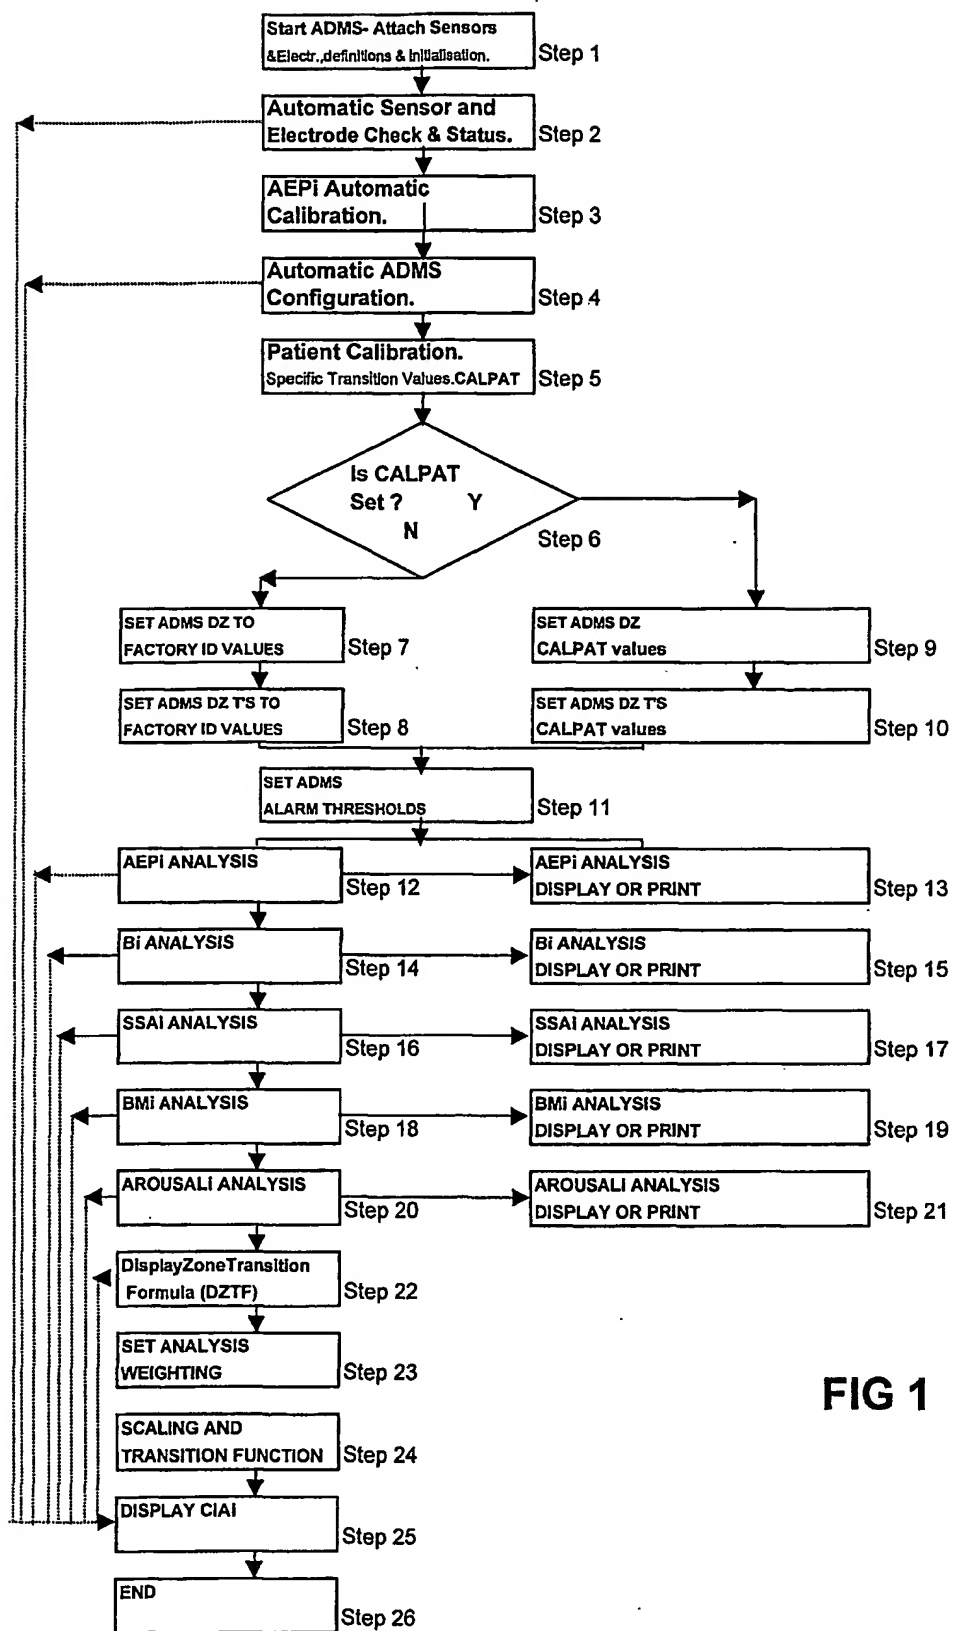 Start ADMS- Attach Sensors
&Electr.,definitions & initialisation.
Step 1
Automatic Sensor and
Electrode Check & Status.
Step 2
AEPi Automatic
Calibration.
Step 3
Automatic ADMS
Configuration.
Step 4
Patient Calibration.
Specific Transition Values.CALPAT
Step 5
Is CALPAT
Set ? Y
N
Step 6
SET ADMS DZ TO
FACTORY ID VALUES
Step 7
SET ADMS DZ
CALPAT values
Step 9
SET ADMS DZ T'S TO
FACTORY ID VALUES
Step 8
SET ADMS DZ T'S
CALPAT values
Step 10
SET ADMS
ALARM THRESHOLDS
Step 11
AEPi ANALYSIS
Step 12
AEPi ANALYSIS
DISPLAY OR PRINT
Step 13
Bi ANALYSIS
Step 14
Bi ANALYSIS
DISPLAY OR PRINT
Step 15
SSAi ANALYSIS
Step 16
SSAi ANALYSIS
DISPLAY OR PRINT
Step 17
BMi ANALYSIS
Step 18
BMi ANALYSIS
DISPLAY OR PRINT
Step 19
AROUSALi ANALYSIS
Step 20
AROUSALi ANALYSIS
DISPLAY OR PRINT
Step 21
DisplayZoneTransition
Formula (DZTF)
Step 22
SET ANALYSIS
WEIGHTING
Step 23
SCALING AND
TRANSITION FUNCTION
Step 24
DISPLAY CIAi
Step 25
END
Step 26
FIG 1